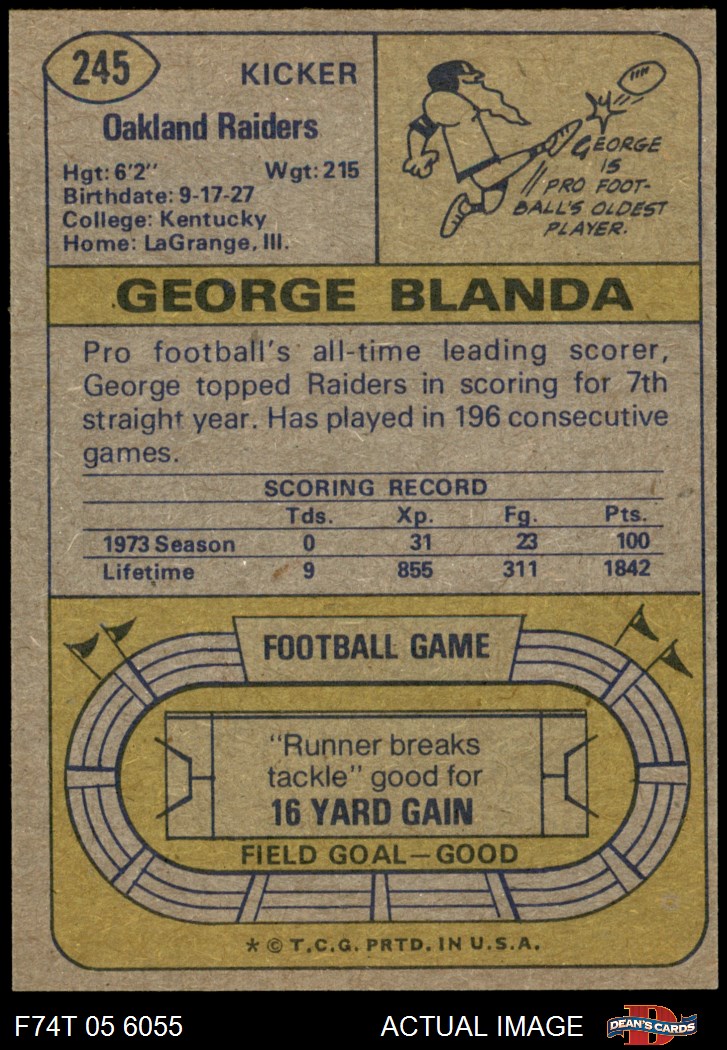 245
KICKER
Oakland Raiders
Hgt: 6'2" Wgt: 215
Birthdate: 9-17-27
College: Kentucky
Home: LaGrange, Ill.
GEORGE
IS
PRO FOOT-
BALL'S OLDEST
PLAYER.
GEORGE BLANDA
Pro football's all-time leading scorer,
George topped Raiders in scoring for 7th
straight year. Has played in 196 consecutive
games.
SCORING RECORD
Tds. Xp. Fg. Pts.
1973 Season 0 31 23 100
Lifetime 9 855 311 1842
FOOTBALL GAME
"Runner breaks
tackle" good for
16 YARD GAIN
FIELD GOAL—GOOD
* © T.C.G. PRTD. IN U.S.A.
F74T 05 6055 ACTUAL IMAGE
D
DEAN'S CARDS